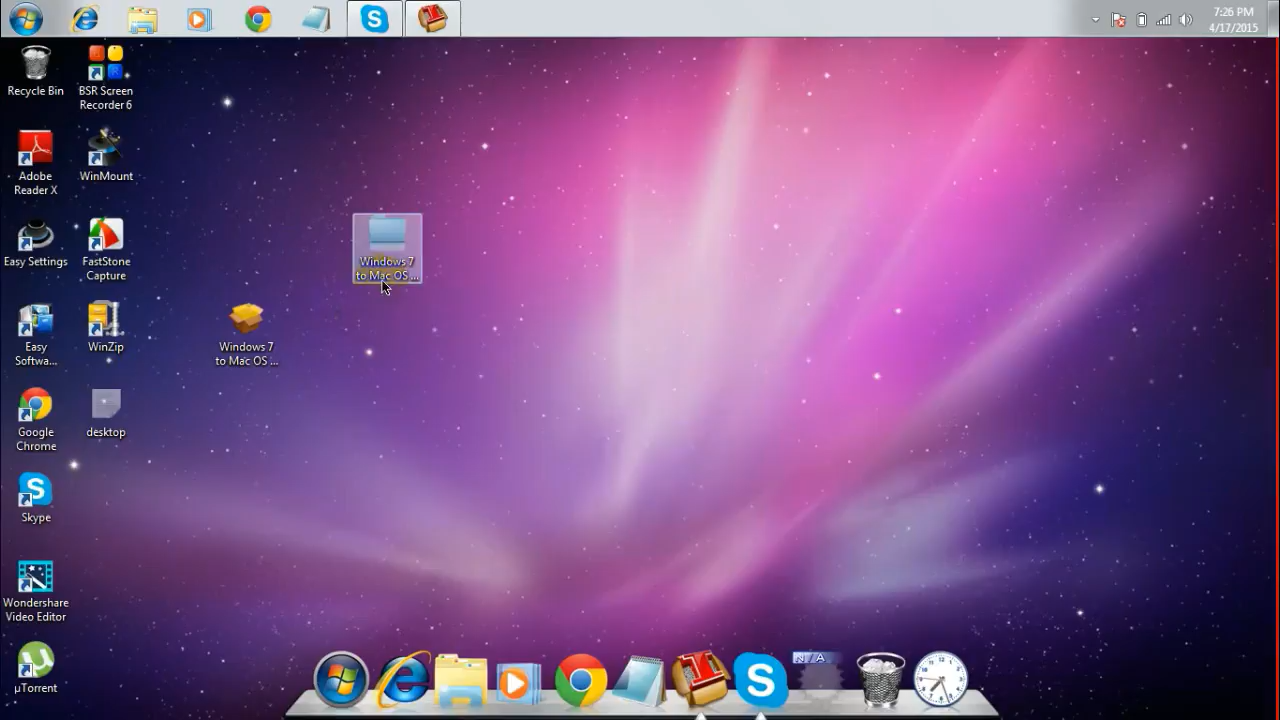 7:26 PM
4/17/2015
Recycle Bin
BSR Screen
Recorder 6
Adobe
Reader X
WinMount
Easy Settings
FastStone
Capture
Windows 7
to Mac OS ...
Easy
Softwa...
WinZip
Windows 7
to Mac OS ...
Google
Chrome
desktop
Skype
Wondershare
Video Editor
µTorrent
N/A